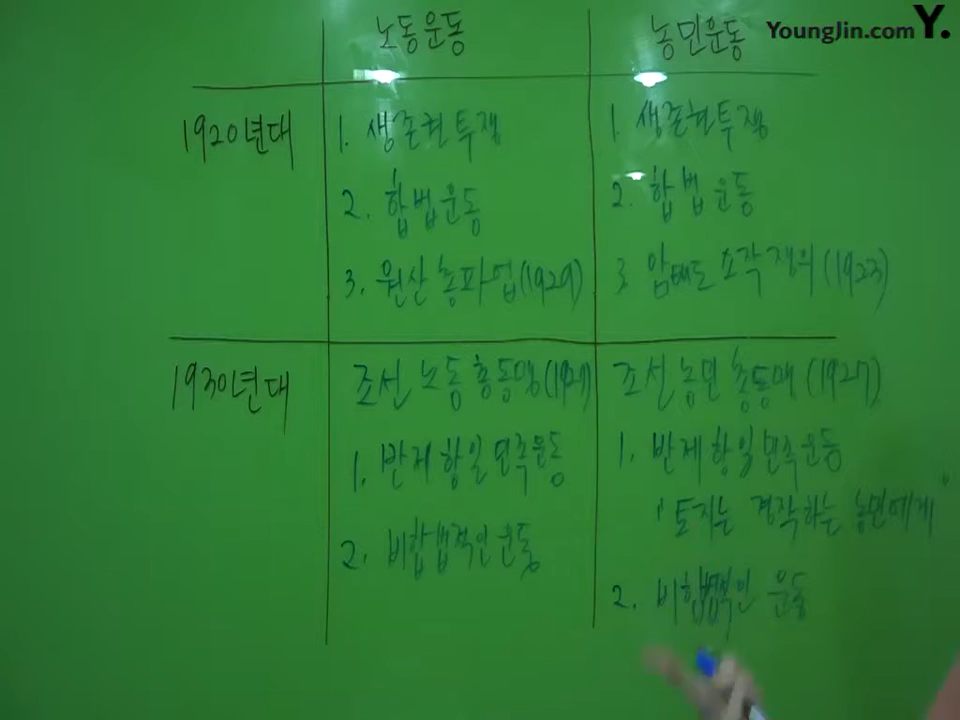 YoungJin.com Y.
노동운동 농민운동
1920년대 1. 생존권투쟁 1. 생존권투쟁
2. 합법운동 2. 합법운동
3. 원산총파업(1929) 3. 암태도 소작쟁의(1923)
1930년대 조선노동총동맹(1927) 조선농민총동맹(1927)
1. 반제항일민족운동 1. 반제항일민족운동
"토지는 경작하는 농민에게"
2. 비합법적인 운동 2. 비합법적인 운동